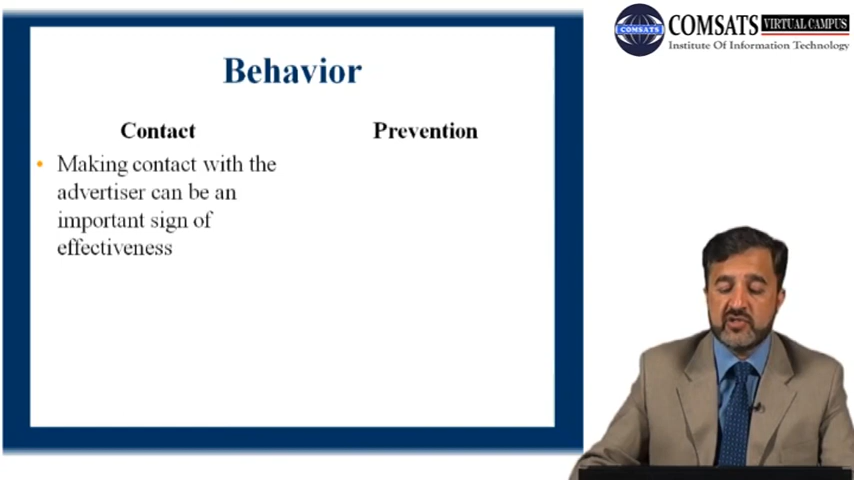 COMSATS VIRTUAL CAMPUS
COMSATS
Institute Of Information Technology
Behavior
Contact
Prevention
• Making contact with the
advertiser can be an
important sign of
effectiveness